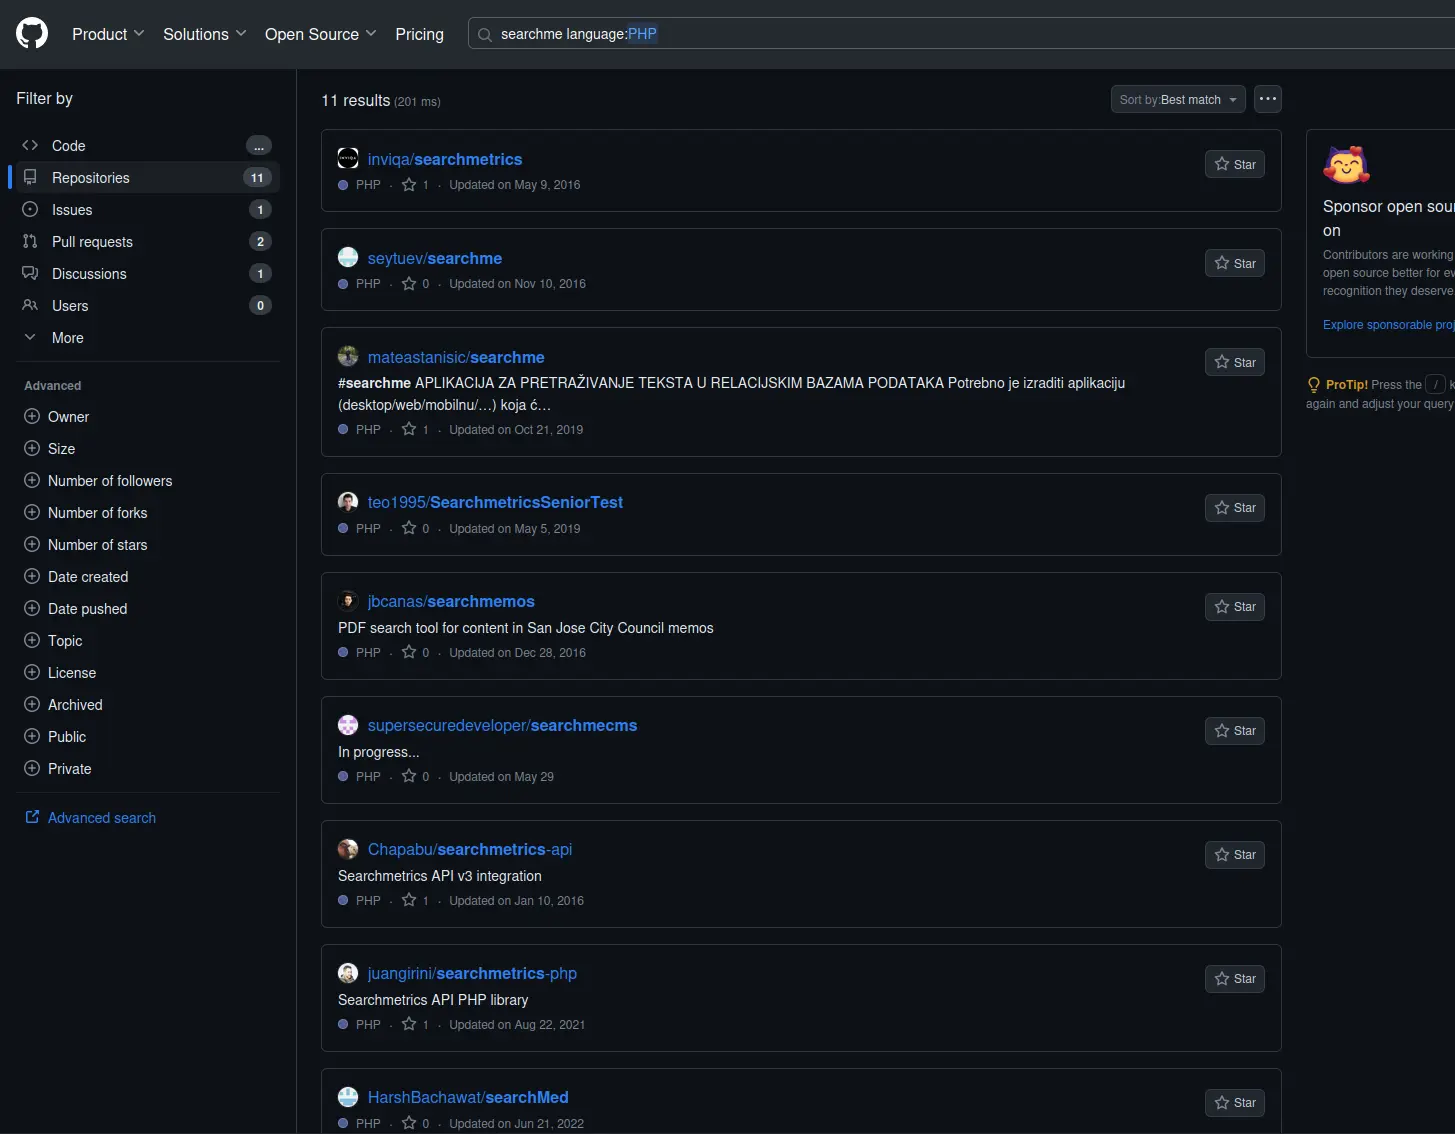 Product
Solutions
Open Source
Pricing
searchme language:PHP
Filter by
Code
...
Repositories
11
Issues
1
Pull requests
2
Discussions
1
Users
0
More
Advanced
Owner
Size
Number of followers
Number of forks
Number of stars
Date created
Date pushed
Topic
License
Archived
Public
Private
Advanced search
11 results (201 ms)
Sort by:Best match
inviqa/searchmetrics
Star
PHP · 1 · Updated on May 9, 2016
seytuev/searchme
Star
PHP · 0 · Updated on Nov 10, 2016
mateastanisic/searchme
Star
#searchme APLIKACIJA ZA PRETRAŽIVANJE TEKSTA U RELACIJSKIM BAZAMA PODATAKA Potrebno je izraditi aplikaciju
(desktop/web/mobilnu/…) koja ć…
PHP · 1 · Updated on Oct 21, 2019
teo1995/SearchmetricsSeniorTest
Star
PHP · 0 · Updated on May 5, 2019
jbcanas/searchmemos
Star
PDF search tool for content in San Jose City Council memos
PHP · 0 · Updated on Dec 28, 2016
supersecuredeveloper/searchmecms
Star
In progress...
PHP · 0 · Updated on May 29
Chapabu/searchmetrics-api
Star
Searchmetrics API v3 integration
PHP · 1 · Updated on Jan 10, 2016
juangirini/searchmetrics-php
Star
Searchmetrics API PHP library
PHP · 1 · Updated on Aug 22, 2021
HarshBachawat/searchMed
Star
PHP · 0 · Updated on Jun 21, 2022
Sponsor open sour
on
Contributors are working
open source better for ev
recognition they deserve
Explore sponsorable proj
ProTip! Press the / k
again and adjust your query